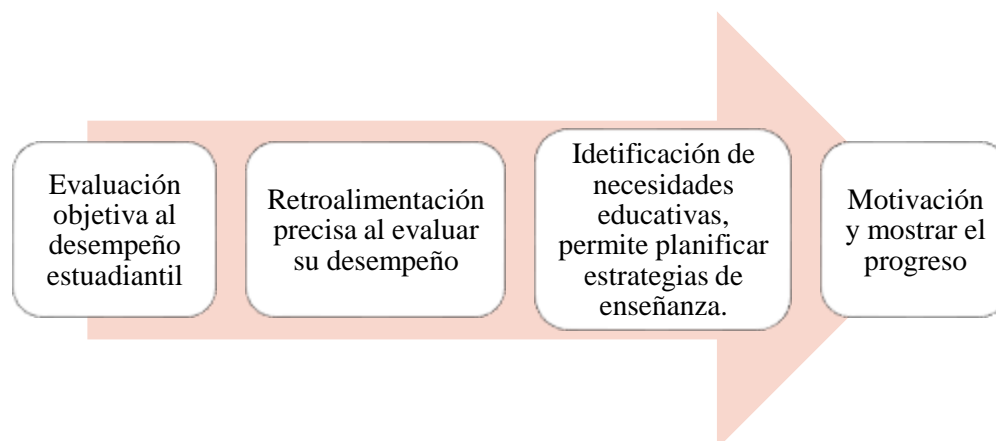 Evaluación
objetiva al
desempeño
estuadiantil
Retroalimentación
precisa al evaluar
su desempeño
Idetificación de
necesidades
educativas,
permite planificar
estrategias de
enseñanza.
Motivación
y mostrar el
progreso